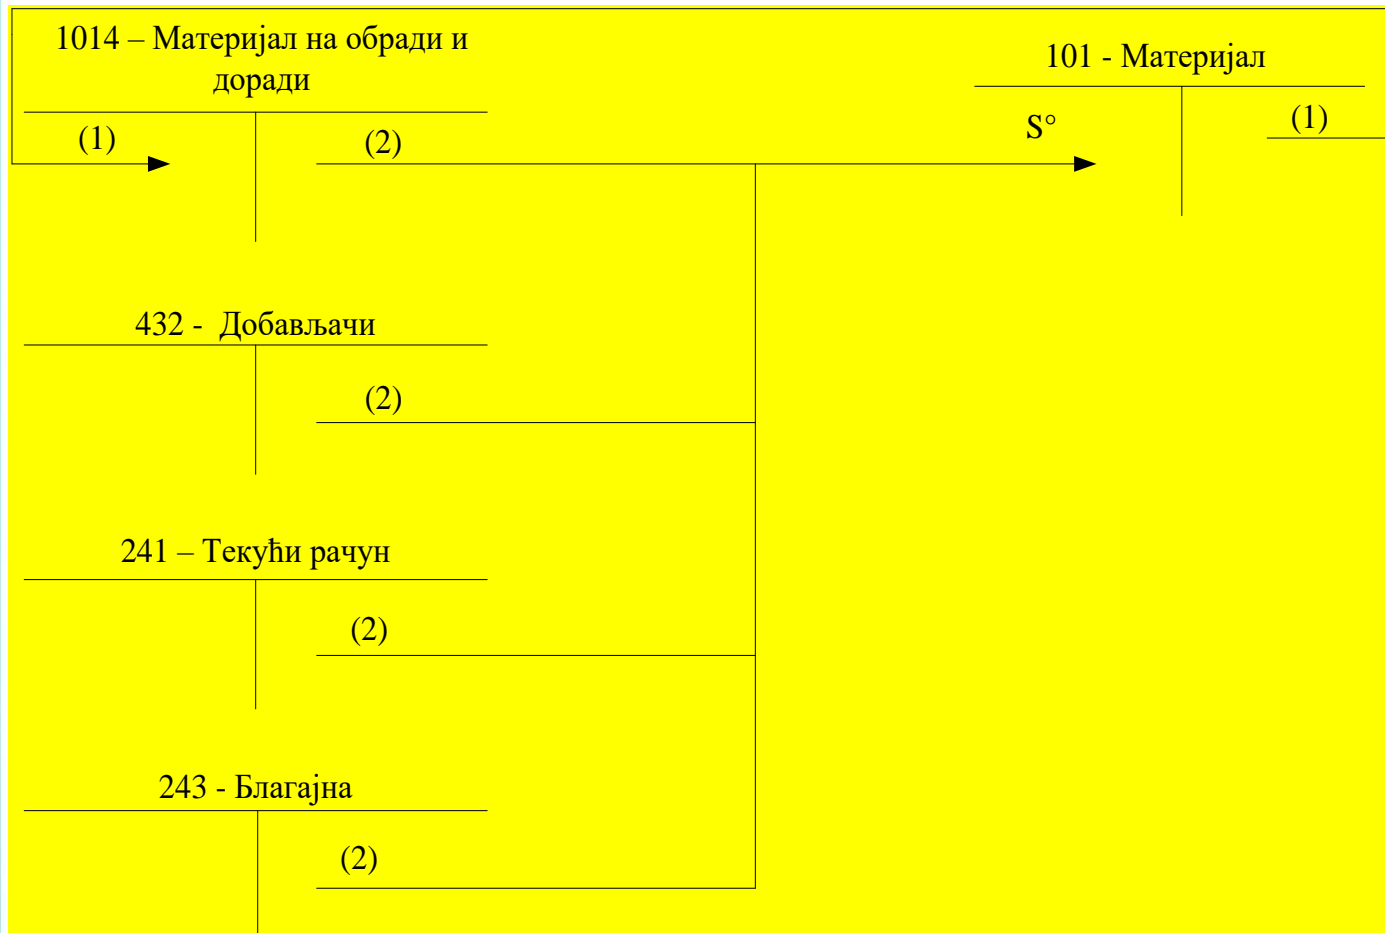 1014 – Материјал на обради и
доради
101 - Материјал
(1)
(2)
S°
(1)
432 - Добављачи
(2)
241 – Текући рачун
(2)
243 - Благајна
(2)